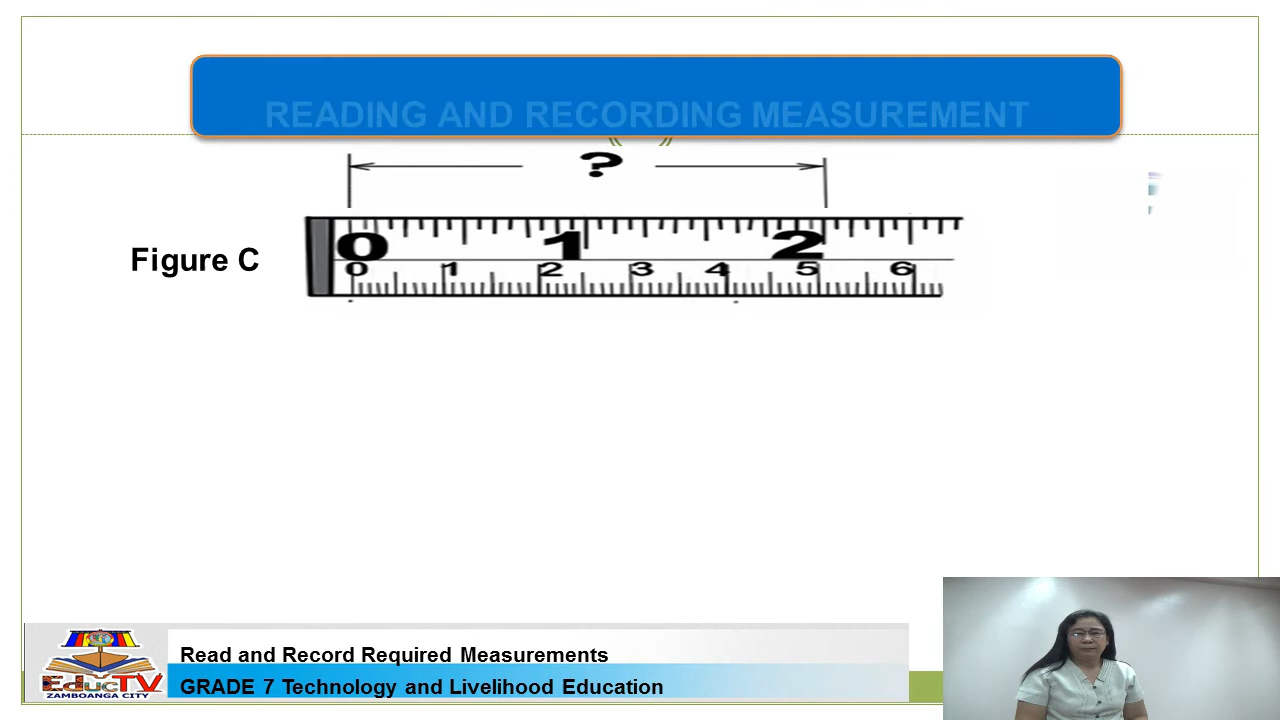 READING AND RECORDING MEASUREMENT
?
Figure C
0 1 2
0 1 2 3 4 5 6
Read and Record Required Measurements
GRADE 7 Technology and Livelihood Education
EducTV
ZAMBOANGA CITY